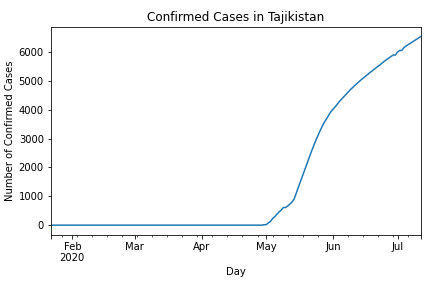 Confirmed Cases in Tajikistan
Number of Confirmed Cases
6000
5000
4000
3000
2000
1000
0
Feb Mar Apr May Jun Jul
2020
Day